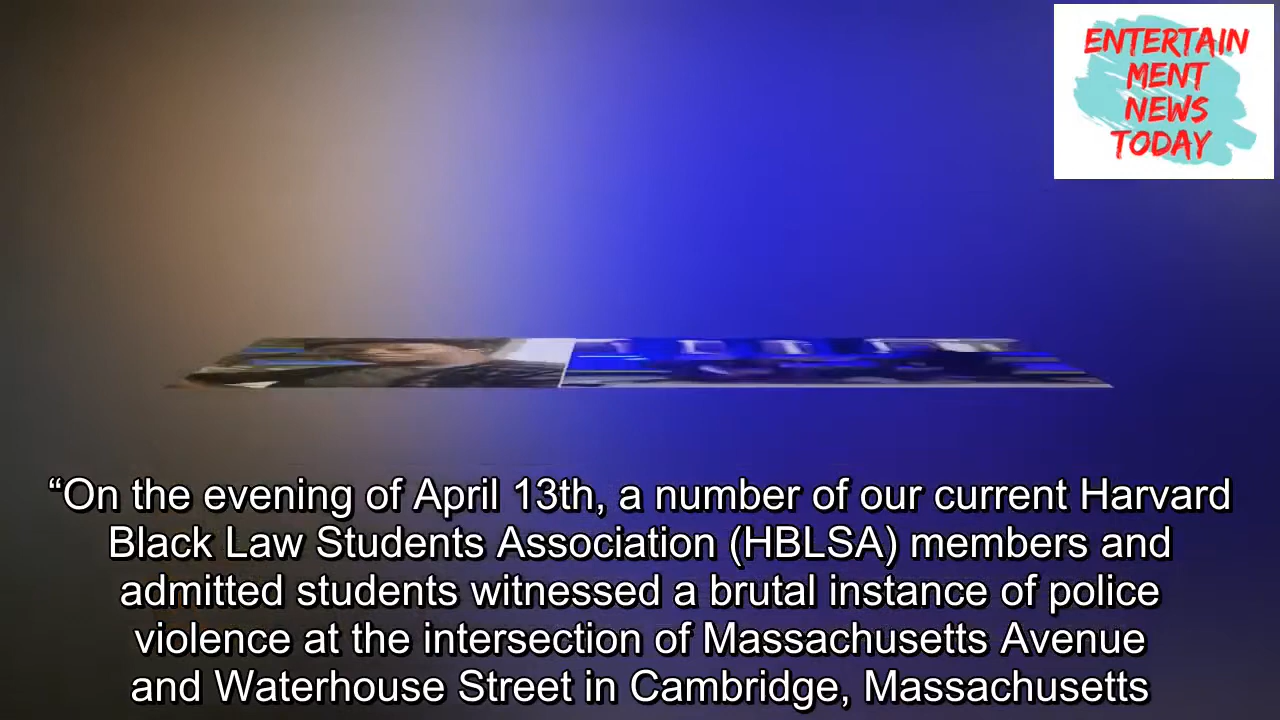 ENTERTAIN
MENT
NEWS
TODAY
“On the evening of April 13th, a number of our current Harvard
Black Law Students Association (HBLSA) members and
admitted students witnessed a brutal instance of police
violence at the intersection of Massachusetts Avenue
and Waterhouse Street in Cambridge, Massachusetts